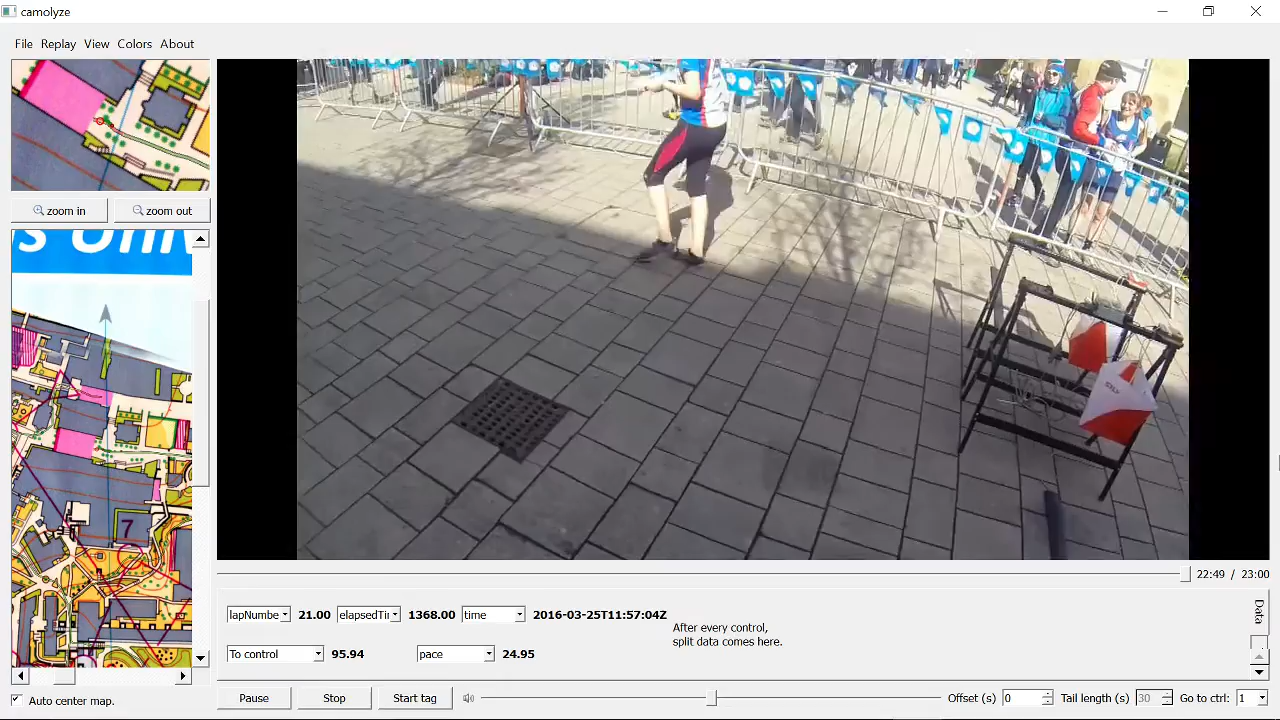 camolyze
File Replay View Colors About
zoom in
zoom out
s Univ
7
22:49 / 23:00
lapNumbe 21.00 elapsedTi 1368.00 time 2016-03-25T11:57:04Z
After every control,
split data comes here.
To control 95.94 pace 24.95
Data
Auto center map.
Pause Stop Start tag Offset (s) 0 Tail length (s) 30 Go to ctrl: 1